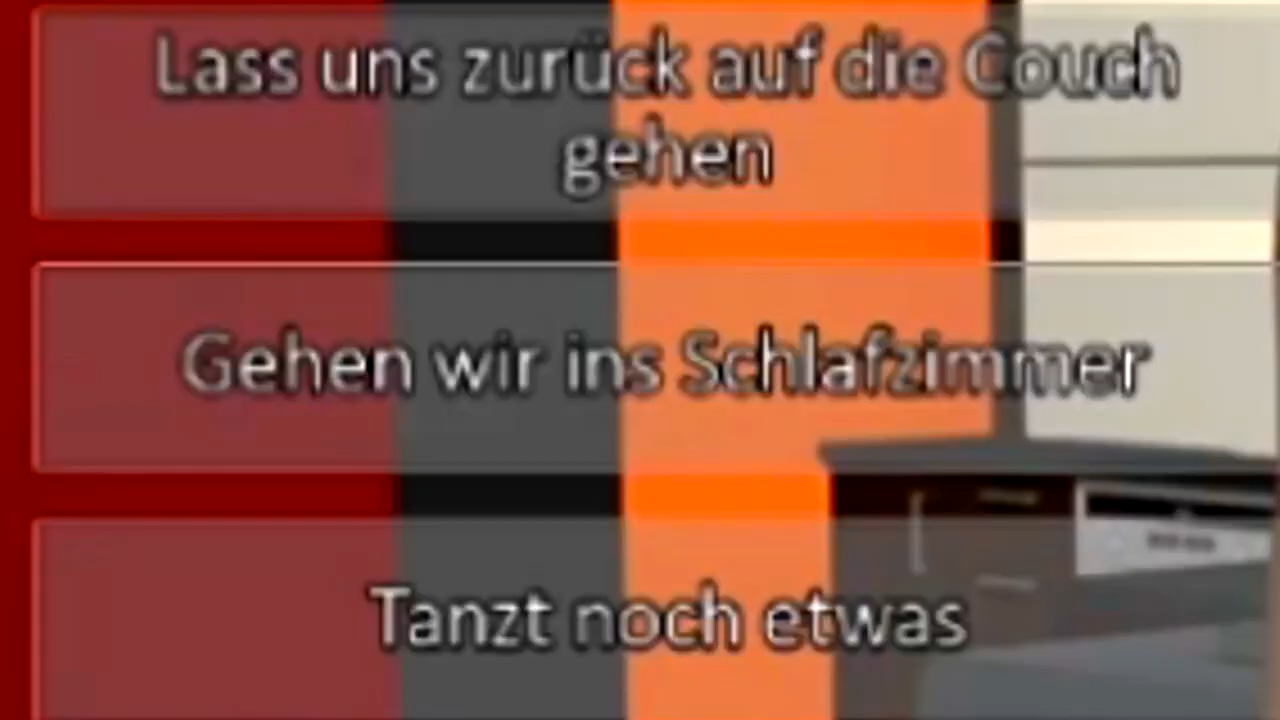 Lass uns zurück auf die Couch
gehen
Gehen wir ins Schlafzimmer
Tanzt noch etwas